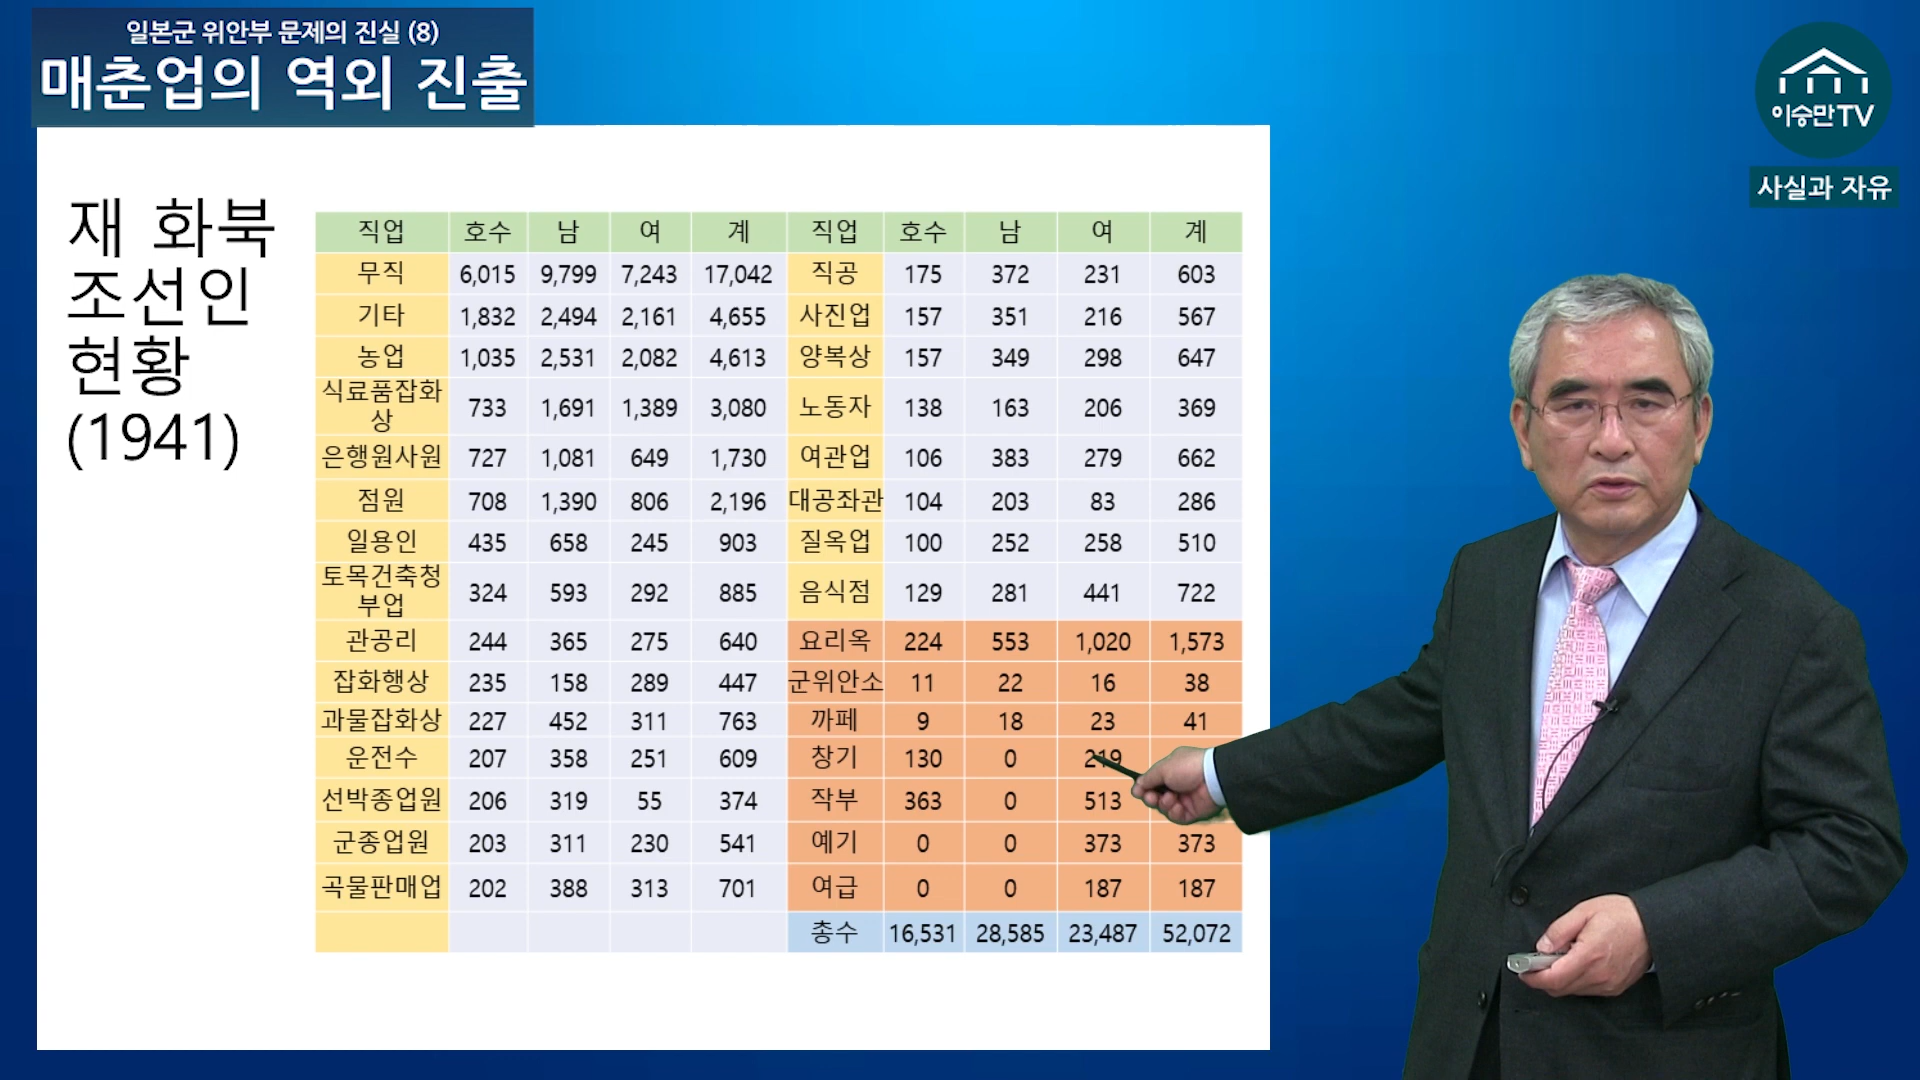 일본군 위안부 문제의 진실 (8)
매춘업의 역외 진출
이승만TV
사실과 자유
재 화북
조선인
현황
(1941)
직업 호수 남 여 계 직업 호수 남 여 계
무직 6,015 9,799 7,243 17,042 직공 175 372 231 603
기타 1,832 2,494 2,161 4,655 사진업 157 351 216 567
농업 1,035 2,531 2,082 4,613 양복상 157 349 298 647
식료품잡화
상 733 1,691 1,389 3,080 노동자 138 163 206 369
은행원사원 727 1,081 649 1,730 여관업 106 383 279 662
점원 708 1,390 806 2,196 대공좌관 104 203 83 286
일용인 435 658 245 903 질옥업 100 252 258 510
토목건축청
부업 324 593 292 885 음식점 129 281 441 722
관공리 244 365 275 640 요리옥 224 553 1,020 1,573
잡화행상 235 158 289 447 군위안소 11 22 16 38
과물잡화상 227 452 311 763 까페 9 18 23 41
운전수 207 358 251 609 창기 130 0 219
선박종업원 206 319 55 374 작부 363 0 513
군종업원 203 311 230 541 예기 0 0 373 373
곡물판매업 202 388 313 701 여급 0 0 187 187
총수 16,531 28,585 23,487 52,072